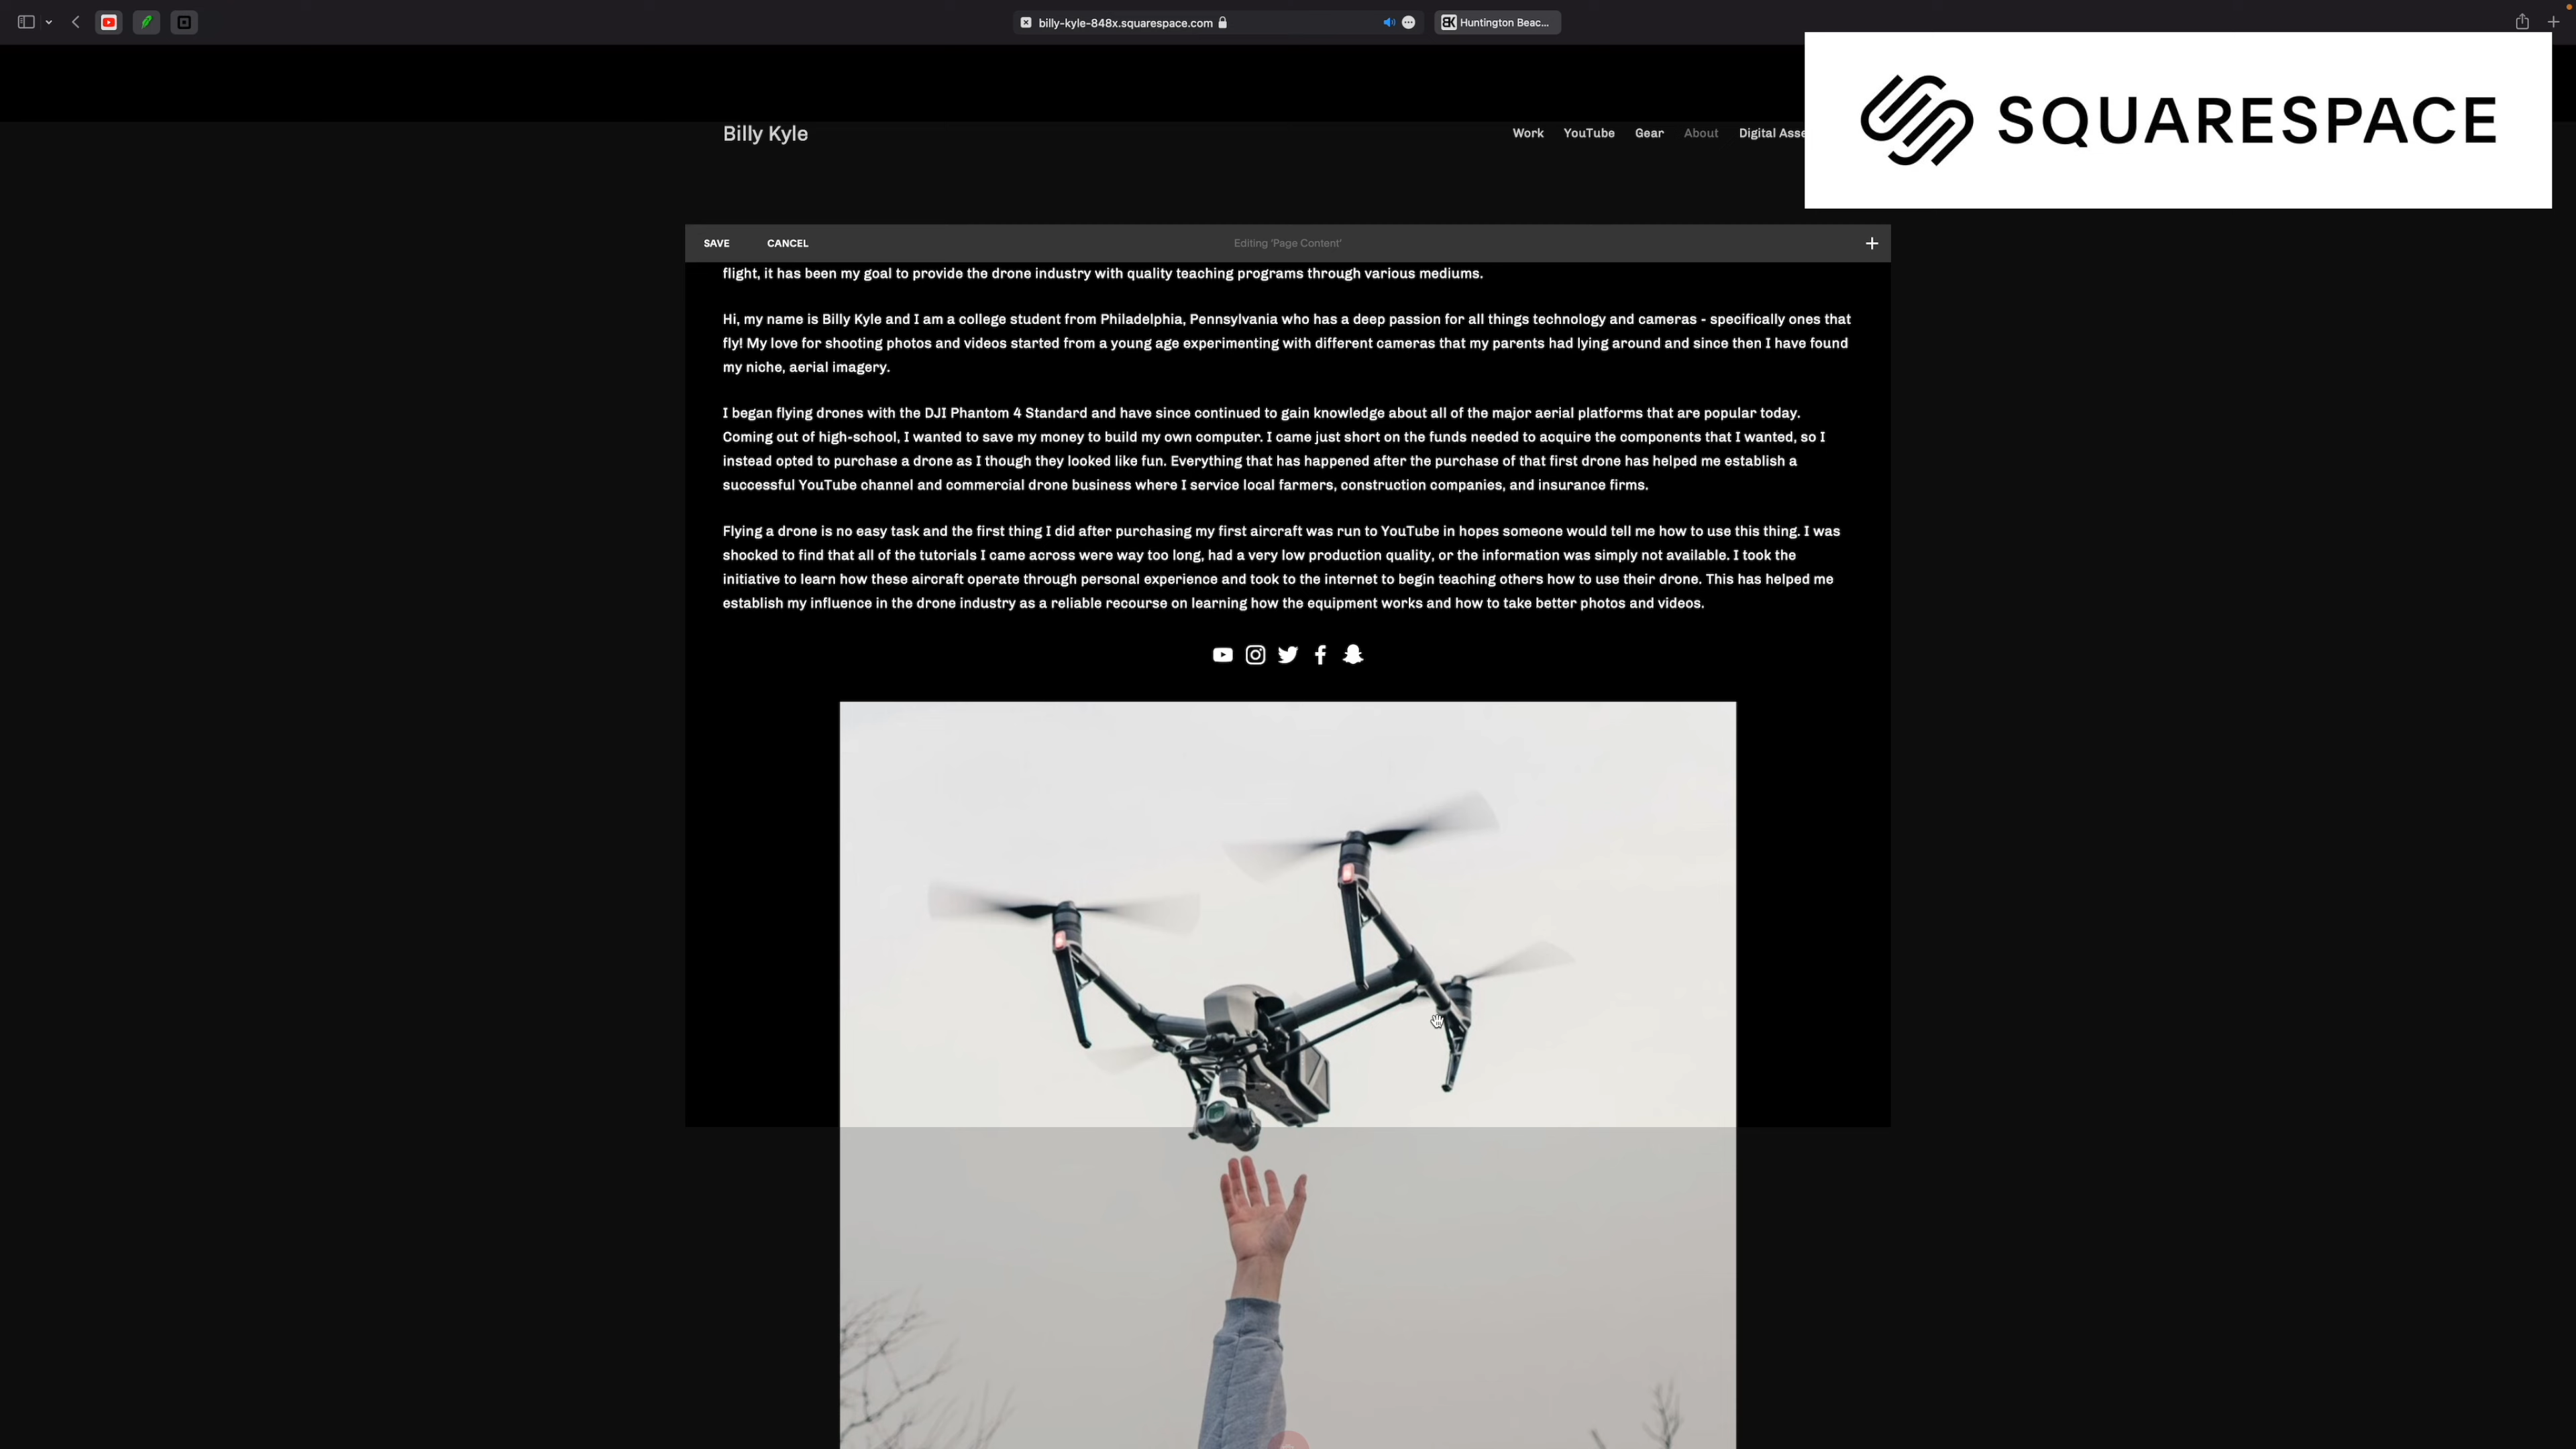 billy-kyle-848x.squarespace.com
Huntington Beac...
SQUARESPACE
Billy Kyle
Work YouTube Gear About Digital Asse
SAVE CANCEL Editing 'Page Content'
flight, it has been my goal to provide the drone industry with quality teaching programs through various mediums.
Hi, my name is Billy Kyle and I am a college student from Philadelphia, Pennsylvania who has a deep passion for all things technology and cameras - specifically ones that
fly! My love for shooting photos and videos started from a young age experimenting with different cameras that my parents had lying around and since then I have found
my niche, aerial imagery.
I began flying drones with the DJI Phantom 4 Standard and have since continued to gain knowledge about all of the major aerial platforms that are popular today.
Coming out of high-school, I wanted to save my money to build my own computer. I came just short on the funds needed to acquire the components that I wanted, so I
instead opted to purchase a drone as I though they looked like fun. Everything that has happened after the purchase of that first drone has helped me establish a
successful YouTube channel and commercial drone business where I service local farmers, construction companies, and insurance firms.
Flying a drone is no easy task and the first thing I did after purchasing my first aircraft was run to YouTube in hopes someone would tell me how to use this thing. I was
shocked to find that all of the tutorials I came across were way too long, had a very low production quality, or the information was simply not available. I took the
initiative to learn how these aircraft operate through personal experience and took to the internet to begin teaching others how to use their drone. This has helped me
establish my influence in the drone industry as a reliable recourse on learning how the equipment works and how to take better photos and videos.